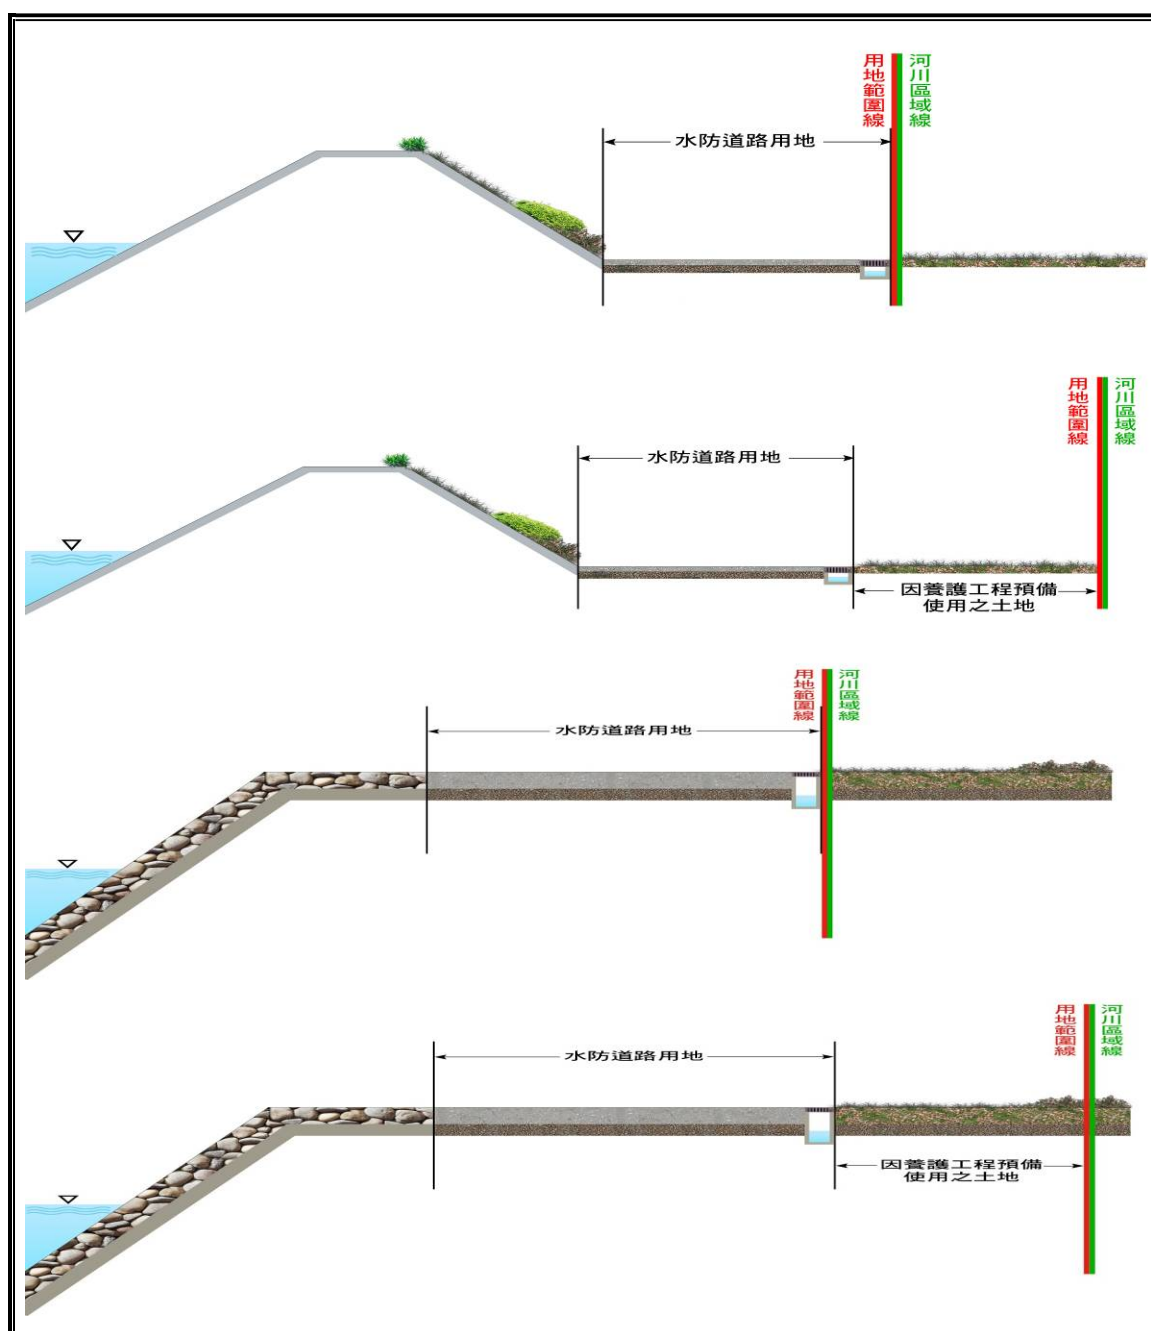 用地範圍線
河川區域線
水防道路用地
用地範圍線
河川區域線
水防道路用地
因養護工程預備
使用之土地
用地範圍線
河川區域線
水防道路用地
用地範圍線
河川區域線
水防道路用地
因養護工程預備
使用之土地